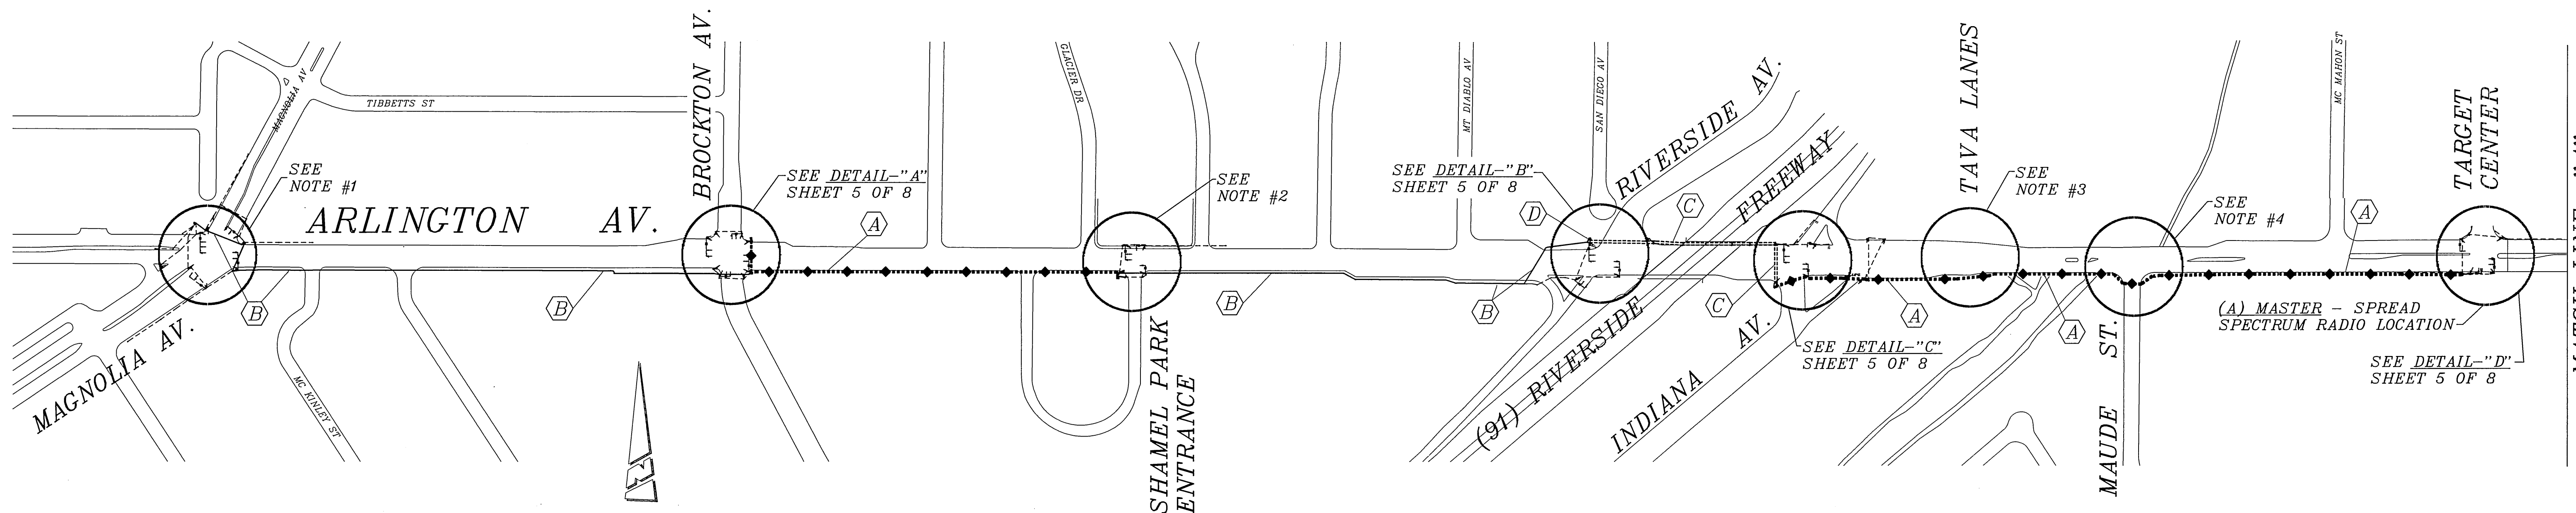 MAGNOLIA AV
TIBBETTS ST
SEE
NOTE #1
ARLINGTON AV.
BROCKTON AV.
SEE DETAIL-"A"
SHEET 5 OF 8
A
GLACIER DR
SEE
NOTE #2
MT DIABLO AV
SEE DETAIL-"B"
SHEET 5 OF 8
D
SAN DIEGO AV
RIVERSIDE AV.
C
FREEWAY
TAVA LANES
SEE
NOTE #3
SEE
NOTE #4
MC MAHON ST
A
TARGET
CENTER
B
B
B
B
C
A
A
(A) MASTER - SPREAD
SPECTRUM RADIO LOCATION
MAGNOLIA AV.
MC KINLEY ST
N
SHAMEL PARK
ENTRANCE
(91) RIVERSIDE
INDIANA AV.
SEE DETAIL-"C"
SHEET 5 OF 8
MAUDE ST.
SEE DETAIL-"D"
SHEET 5 OF 8